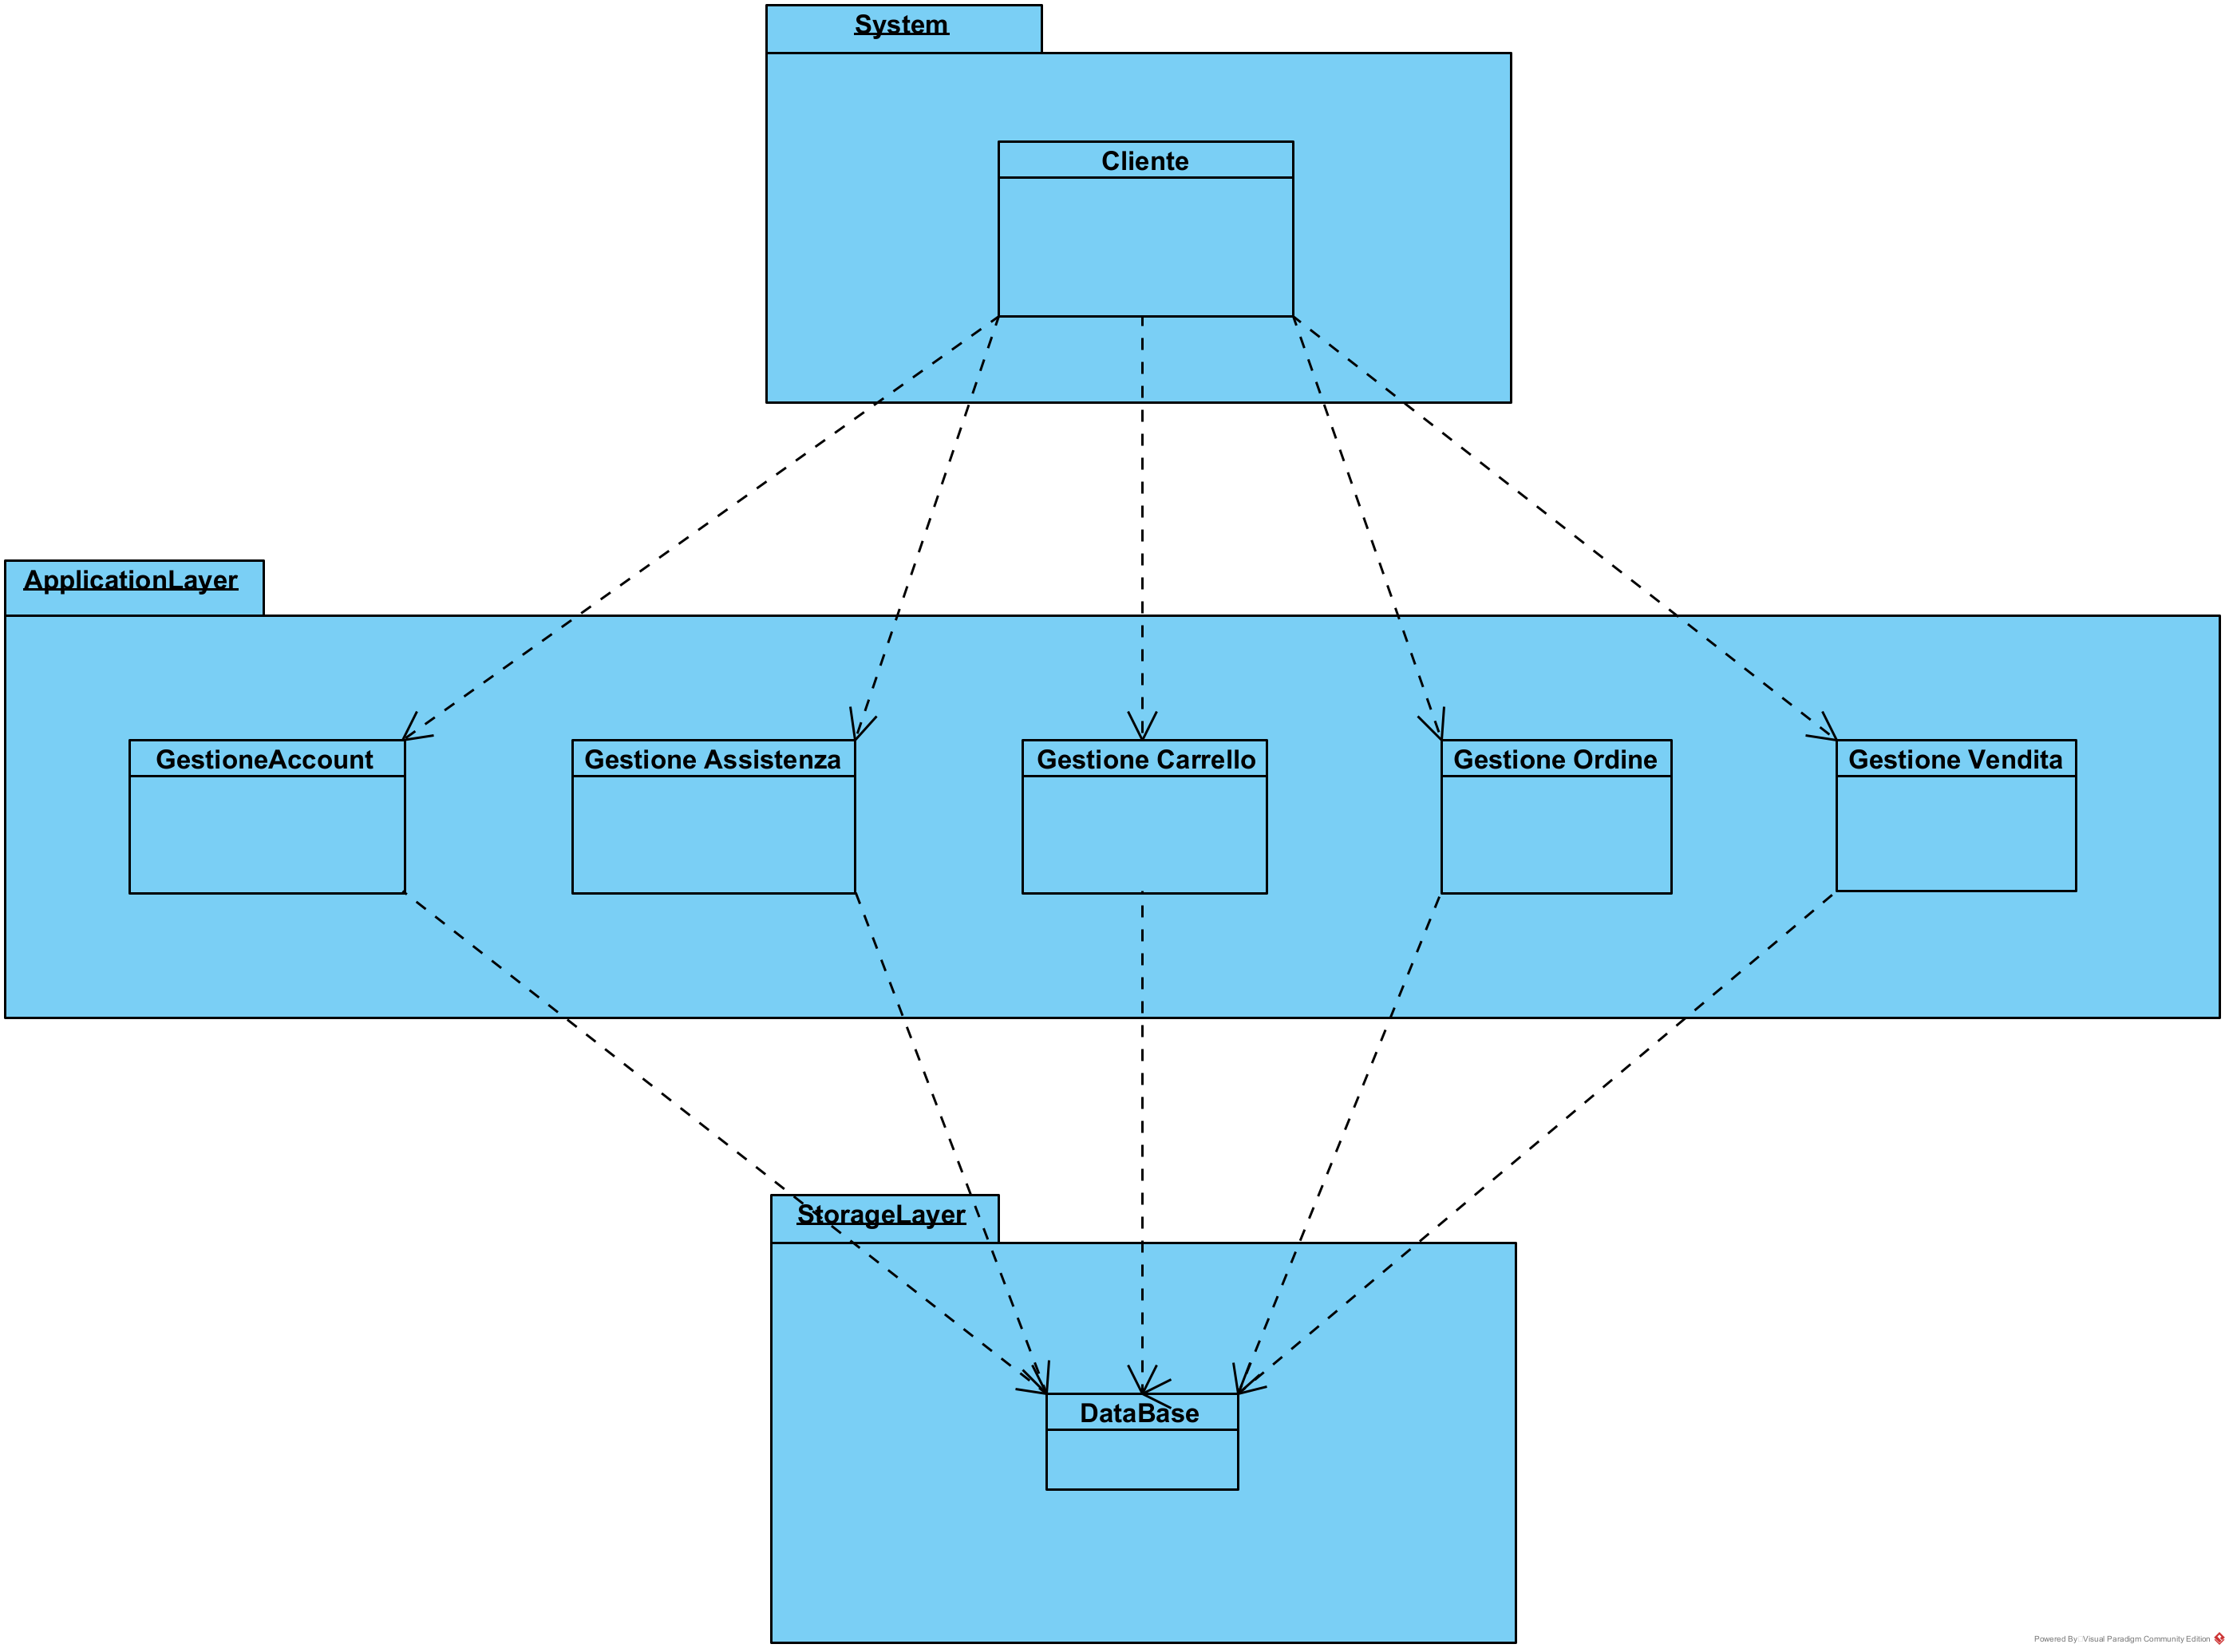 System
Cliente
ApplicationLayer
GestioneAccount
Gestione Assistenza
Gestione Carrello
Gestione Ordine
Gestione Vendita
StorageLayer
DataBase
Powered By: Visual Paradigm Community Edition